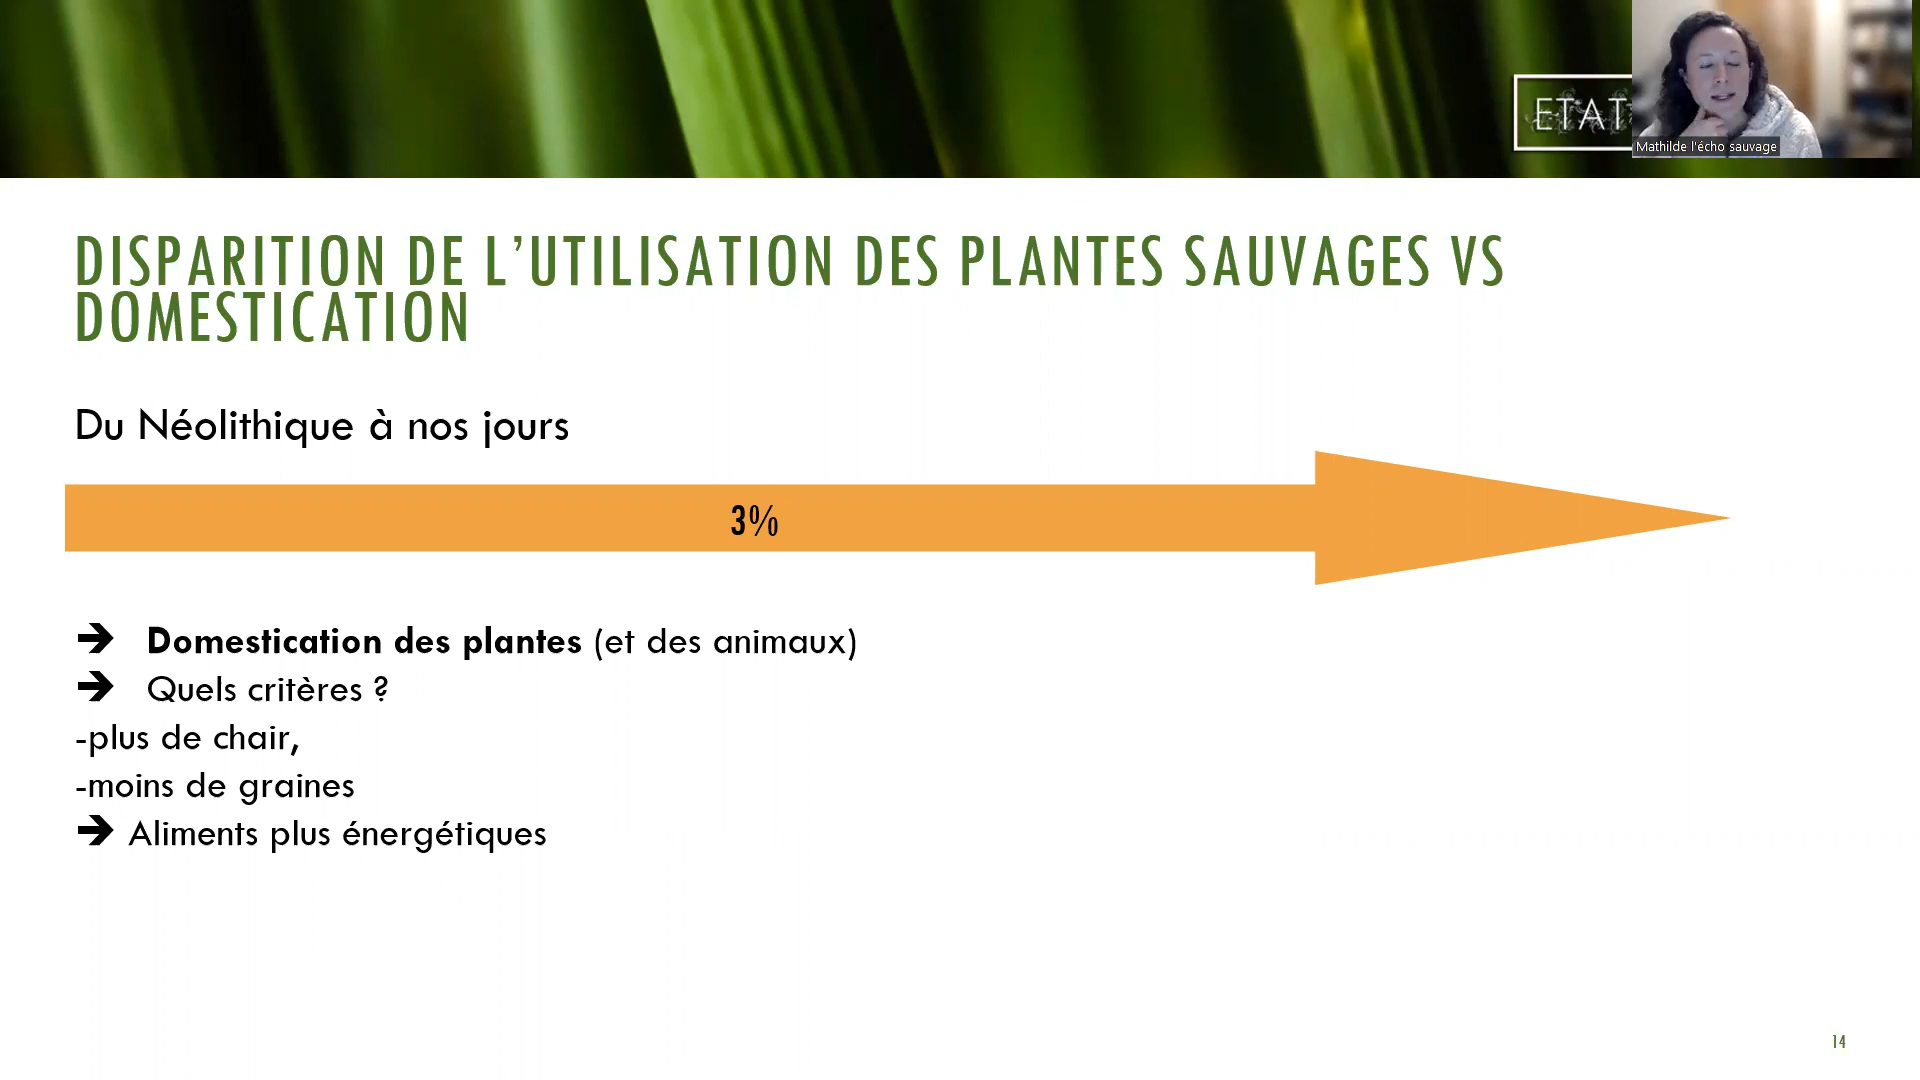 ETAT
Mathilde l'écho sauvage
DISPARITION DE L’UTILISATION DES PLANTES SAUVAGES VS
DOMESTICATION
Du Néolithique à nos jours
3%
➔ Domestication des plantes (et des animaux)
➔ Quels critères ?
-plus de chair,
-moins de graines
➔ Aliments plus énergétiques
14